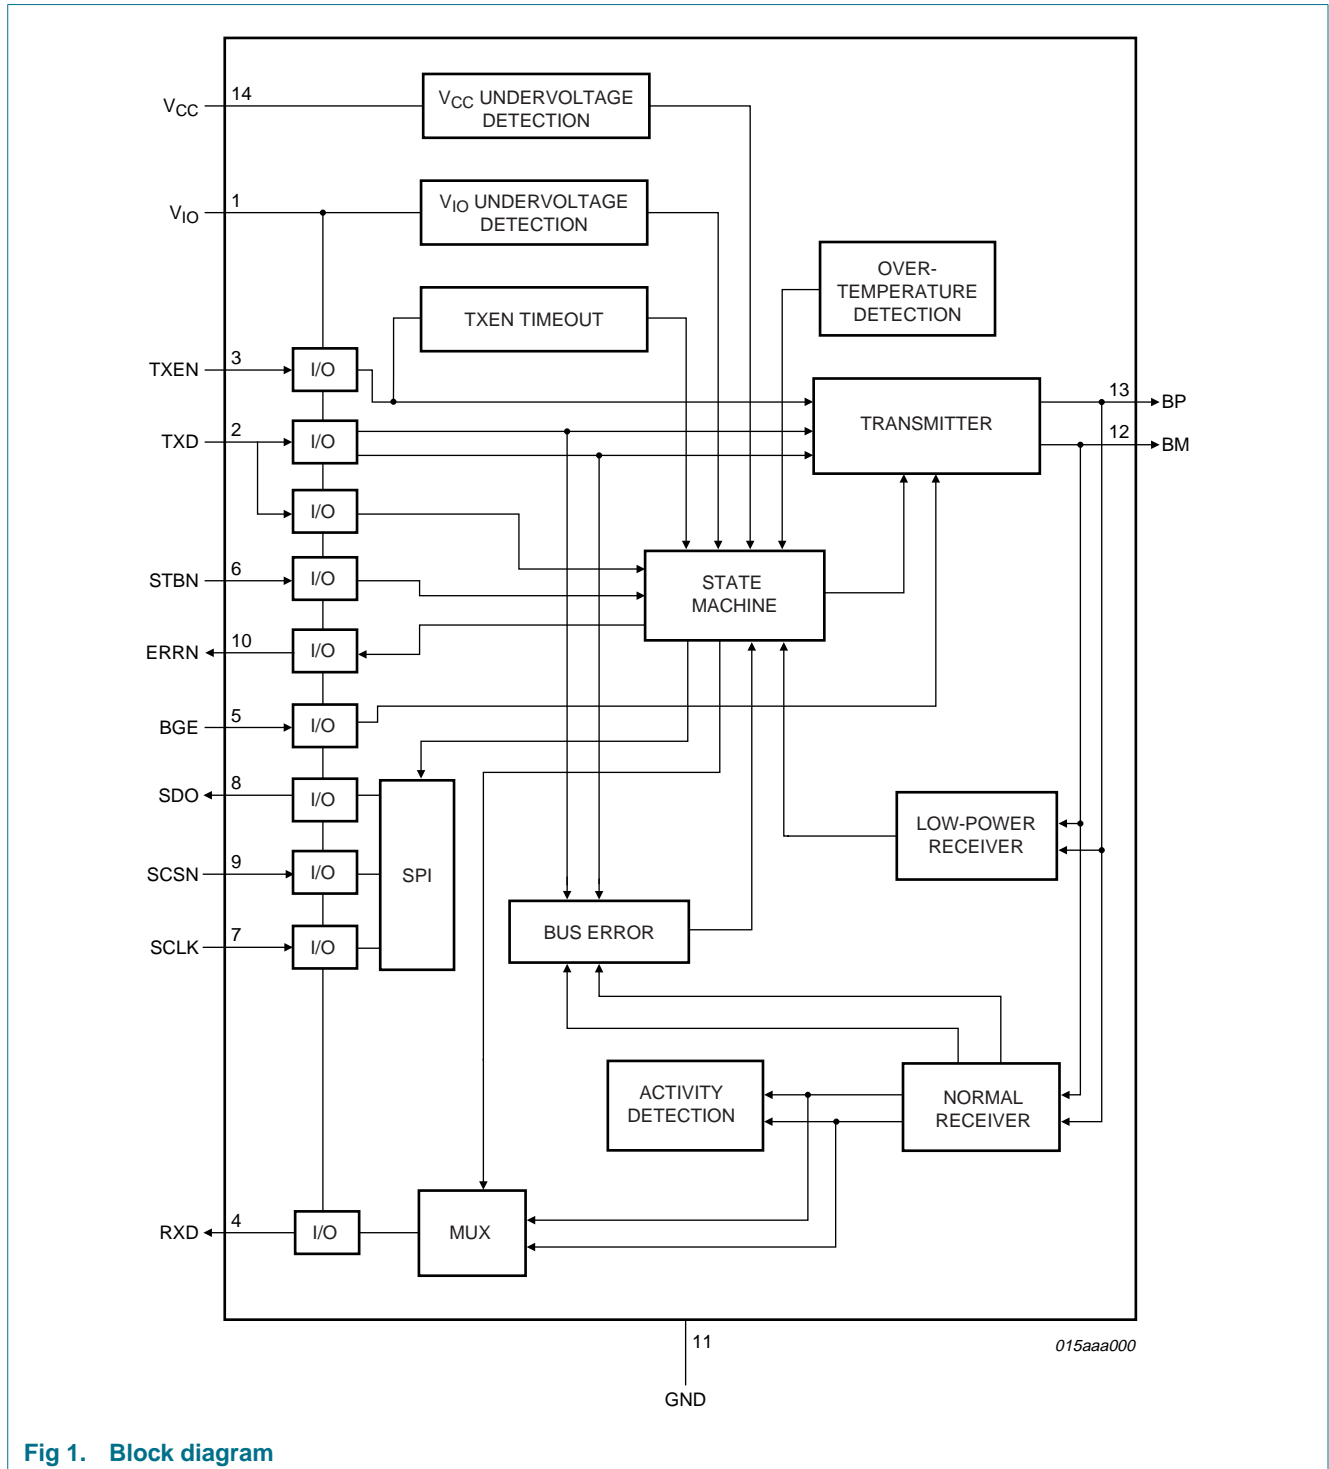 14
VCC
VCC UNDERVOLTAGE
DETECTION
1
VIO
VIO UNDERVOLTAGE
DETECTION
OVER-
TEMPERATURE
DETECTION
TXEN TIMEOUT
3
TXEN
I/O
13
BP
TRANSMITTER
2
TXD
I/O
12
BM
I/O
6
STBN
I/O
STATE
MACHINE
10
ERRN
I/O
5
BGE
I/O
8
SDO
I/O
LOW-POWER
RECEIVER
9
SCSN
I/O
SPI
7
SCLK
I/O
BUS ERROR
ACTIVITY
DETECTION
NORMAL
RECEIVER
4
RXD
I/O
MUX
11
015aaa000
GND
Fig 1. Block diagram